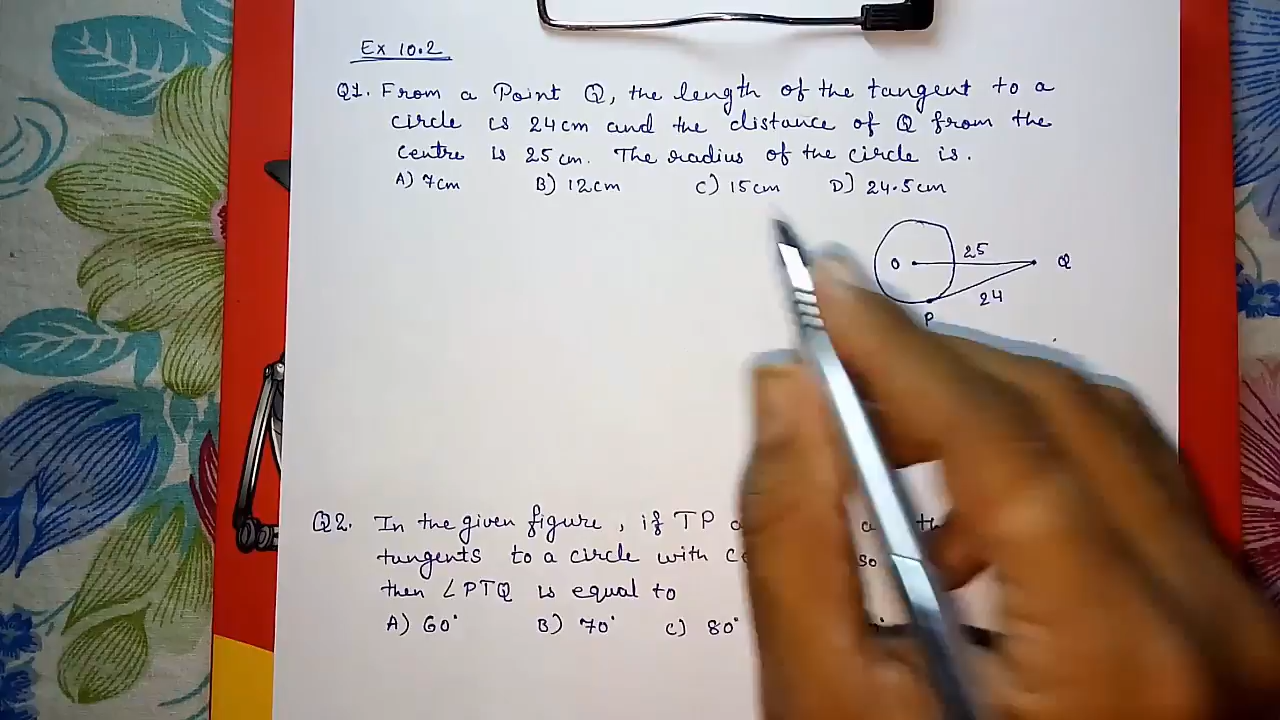 Ex 10.2
Q1. From a Point Q, the length of the tangent to a
circle is 24cm and the distance of Q from the
centre is 25cm. The radius of the circle is.
A) 7cm B) 12cm C) 15cm D) 24.5cm
25
O Q
24
P
Q2. In the given figure, if TP
tangents to a circle with
then ∠PTQ is equal to
A) 60° B) 70° C) 80°